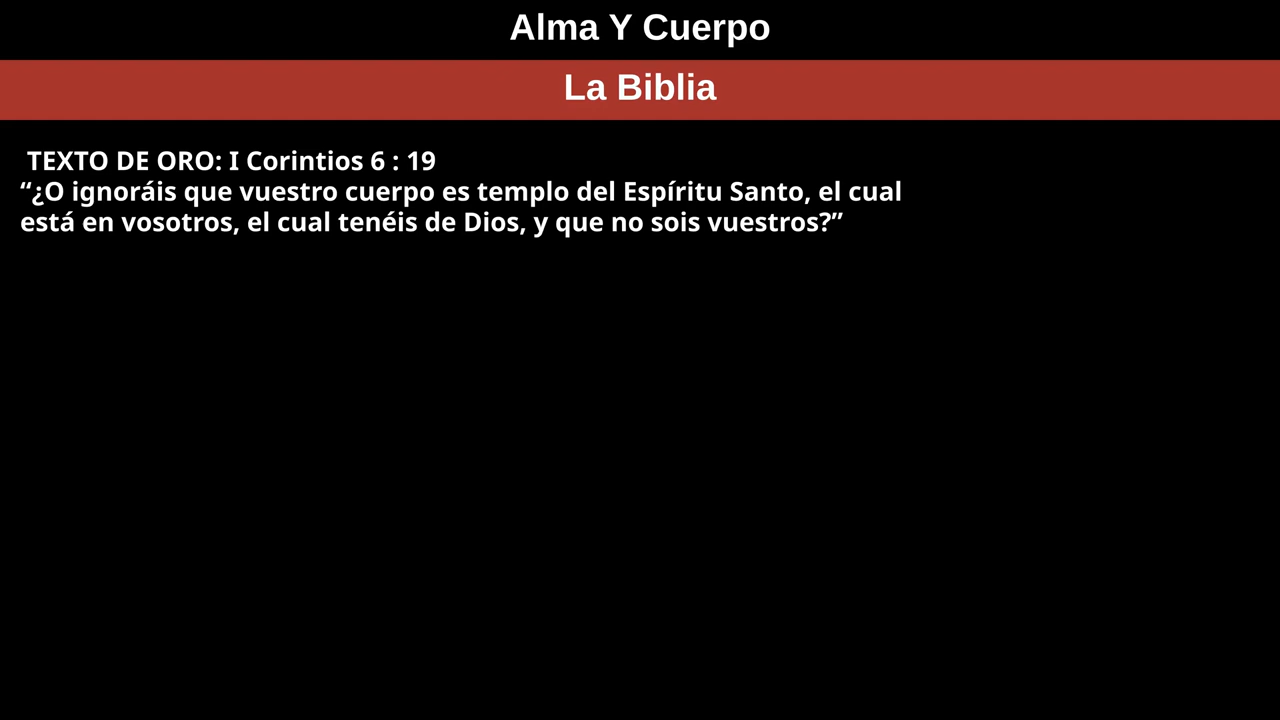 Alma Y Cuerpo
La Biblia
TEXTO DE ORO: I Corintios 6 : 19
“¿O ignoráis que vuestro cuerpo es templo del Espíritu Santo, el cual
está en vosotros, el cual tenéis de Dios, y que no sois vuestros?”